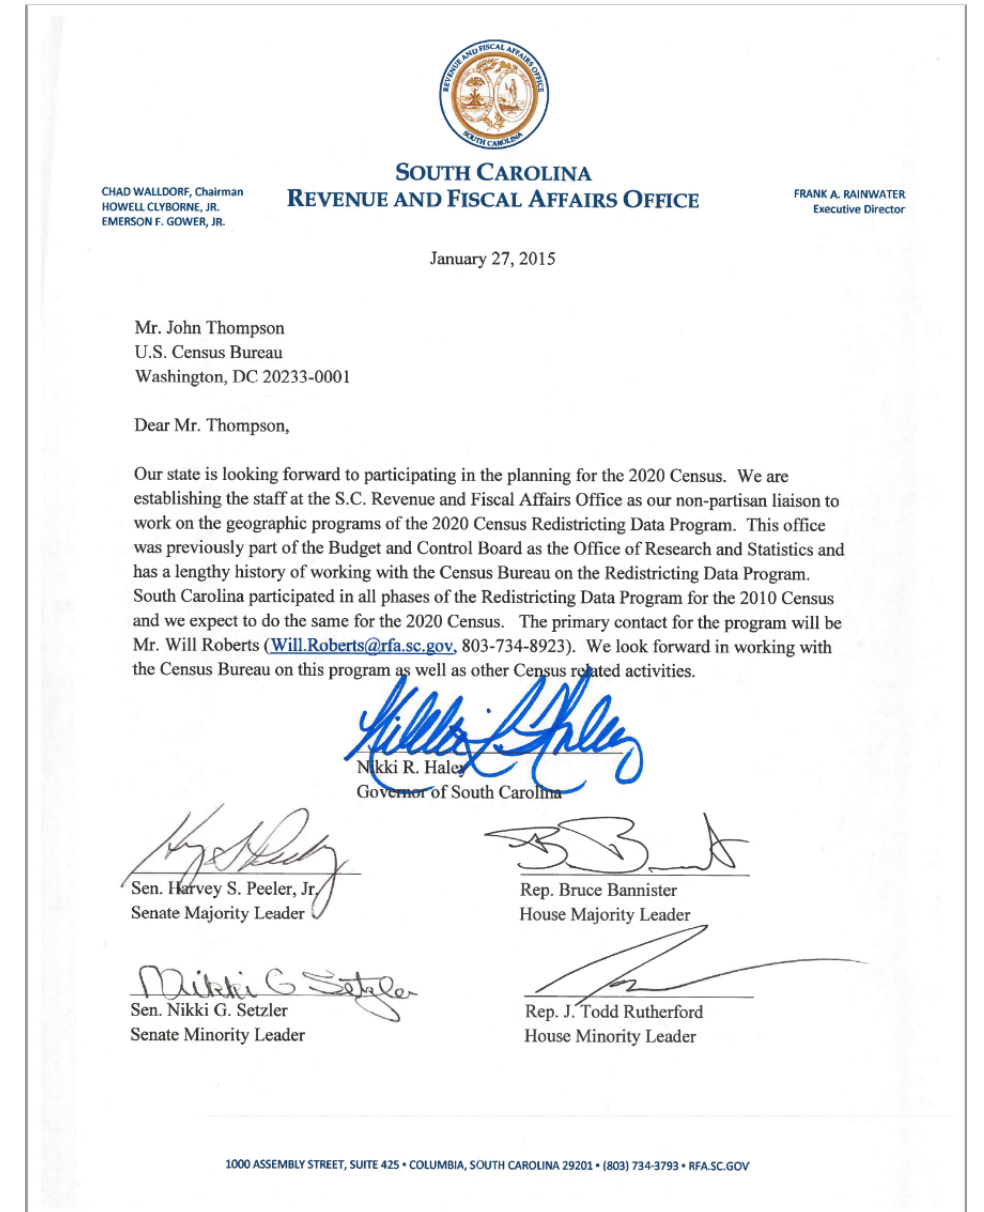 REVENUE AND FISCAL AFFAIRS OFFICE
SOUTH CAROLINA
SOUTH CAROLINA
REVENUE AND FISCAL AFFAIRS OFFICE
CHAD WALLDORF, Chairman
HOWELL CLYBORNE, JR.
EMERSON F. GOWER, JR.
FRANK A. RAINWATER
Executive Director
January 27, 2015
Mr. John Thompson
U.S. Census Bureau
Washington, DC 20233-0001
Dear Mr. Thompson,
Our state is looking forward to participating in the planning for the 2020 Census. We are
establishing the staff at the S.C. Revenue and Fiscal Affairs Office as our non-partisan liaison to
work on the geographic programs of the 2020 Census Redistricting Data Program. This office
was previously part of the Budget and Control Board as the Office of Research and Statistics and
has a lengthy history of working with the Census Bureau on the Redistricting Data Program.
South Carolina participated in all phases of the Redistricting Data Program for the 2010 Census
and we expect to do the same for the 2020 Census. The primary contact for the program will be
Mr. Will Roberts (Will.Roberts@rfa.sc.gov, 803-734-8923). We look forward in working with
the Census Bureau on this program as well as other Census related activities.
Nikki R. Haley
Governor of South Carolina
Sen. Harvey S. Peeler, Jr.
Senate Majority Leader
Rep. Bruce Bannister
House Majority Leader
Nikki G Setzler
Sen. Nikki G. Setzler
Senate Minority Leader
Rep. J. Todd Rutherford
House Minority Leader
1000 ASSEMBLY STREET, SUITE 425 • COLUMBIA, SOUTH CAROLINA 29201 • (803) 734-3793 • RFA.SC.GOV